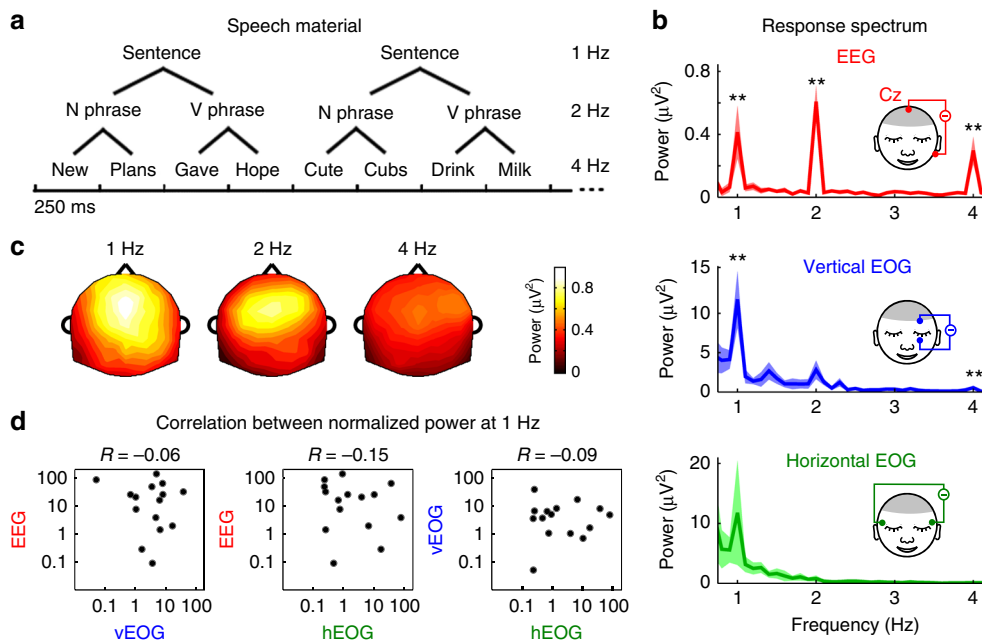 a
Speech material
Sentence Sentence 1 Hz
N phrase V phrase N phrase V phrase 2 Hz
New Plans Gave Hope Cute Cubs Drink Milk 4 Hz
250 ms
b
Response spectrum
EEG
Power (μV²)
0.8
0.4
0
** ** **
Cz
1 2 3 4
Vertical EOG
Power (μV²)
15
10
5
0
** **
1 2 3 4
Horizontal EOG
Power (μV²)
20
10
0
1 2 3 4
Frequency (Hz)
c
1 Hz 2 Hz 4 Hz
Power (μV²)
0.8
0.4
0
d
Correlation between normalized power at 1 Hz
R = –0.06
EEG
100
10
1
0.1
0.1 1 10 100
vEOG
R = –0.15
EEG
100
10
1
0.1
0.1 1 10 100
hEOG
R = –0.09
vEOG
100
10
1
0.1
0.1 1 10 100
hEOG